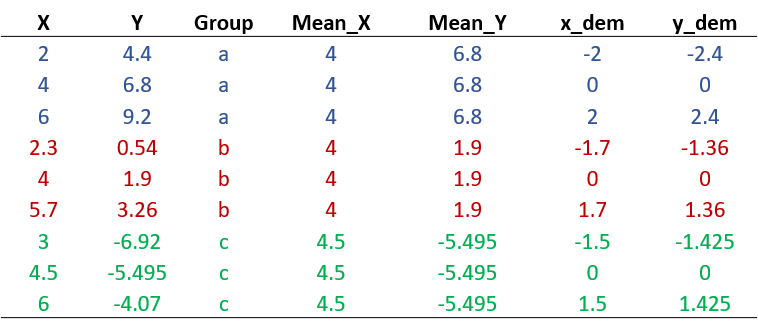 X Y Group Mean_X Mean_Y x_dem y_dem
2 4.4 a 4 6.8 -2 -2.4
4 6.8 a 4 6.8 0 0
6 9.2 a 4 6.8 2 2.4
2.3 0.54 b 4 1.9 -1.7 -1.36
4 1.9 b 4 1.9 0 0
5.7 3.26 b 4 1.9 1.7 1.36
3 -6.92 c 4.5 -5.495 -1.5 -1.425
4.5 -5.495 c 4.5 -5.495 0 0
6 -4.07 c 4.5 -5.495 1.5 1.425